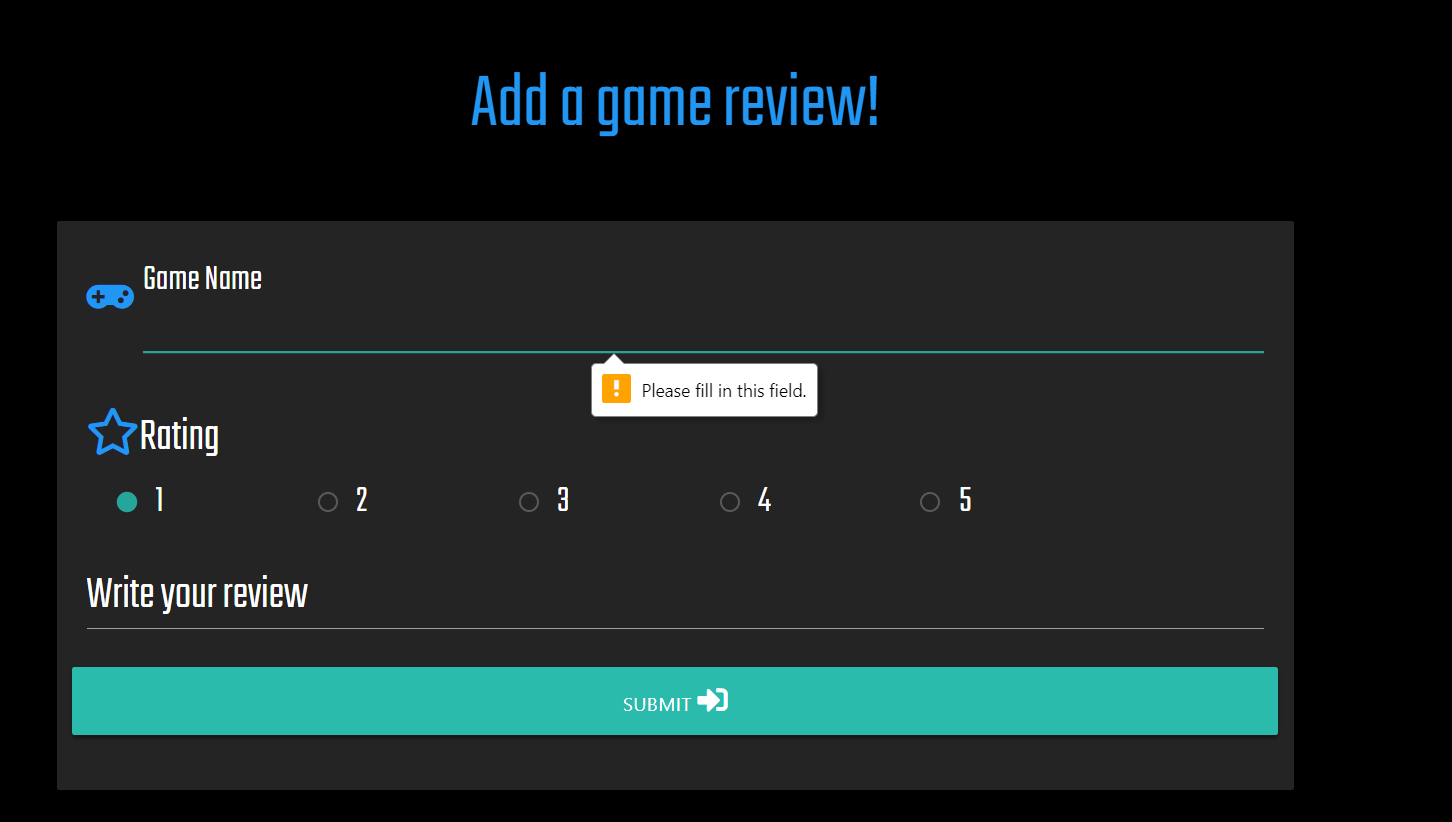 Add a game review!
Game Name
Please fill in this field.
Rating
1 2 3 4 5
Write your review
SUBMIT